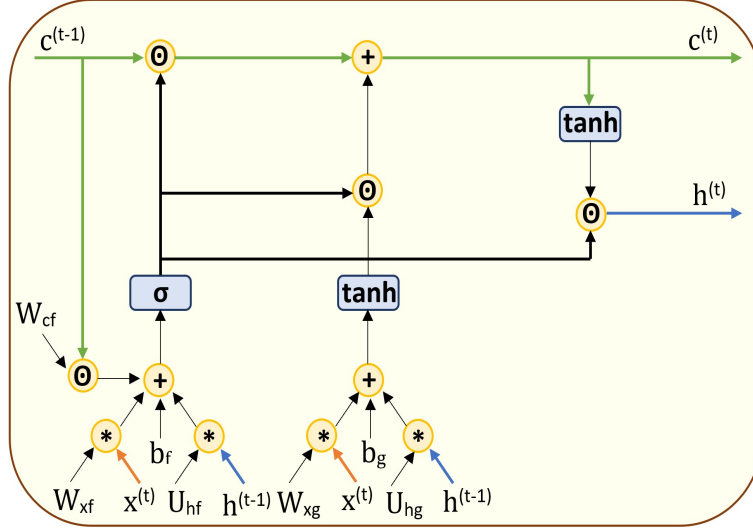 c(t-1) c(t)
ʘ +
tanh
ʘ h(t)
ʘ
σ tanh
Wcf
ʘ + +
* bf * * bg *
Wxf x(t) Uhf h(t-1) Wxg x(t) Uhg h(t-1)